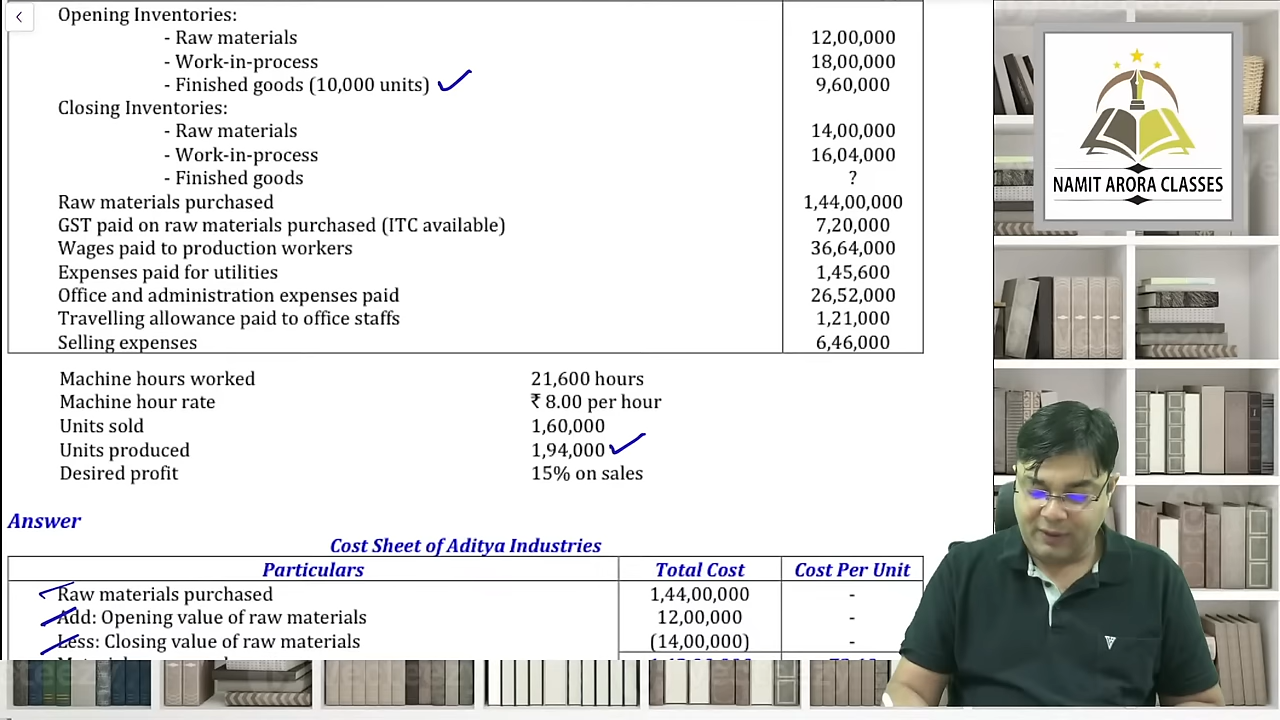 Opening Inventories:
- Raw materials 12,00,000
- Work-in-process 18,00,000
- Finished goods (10,000 units) 9,60,000
Closing Inventories:
- Raw materials 14,00,000
- Work-in-process 16,04,000
- Finished goods ?
Raw materials purchased 1,44,00,000
GST paid on raw materials purchased (ITC available) 7,20,000
Wages paid to production workers 36,64,000
Expenses paid for utilities 1,45,600
Office and administration expenses paid 26,52,000
Travelling allowance paid to office staffs 1,21,000
Selling expenses 6,46,000
Machine hours worked 21,600 hours
Machine hour rate ₹ 8.00 per hour
Units sold 1,60,000
Units produced 1,94,000
Desired profit 15% on sales
Answer
Cost Sheet of Aditya Industries
Particulars Total Cost Cost Per Unit
Raw materials purchased 1,44,00,000 -
Add: Opening value of raw materials 12,00,000 -
Less: Closing value of raw materials (14,00,000) -
NAMIT ARORA CLASSES